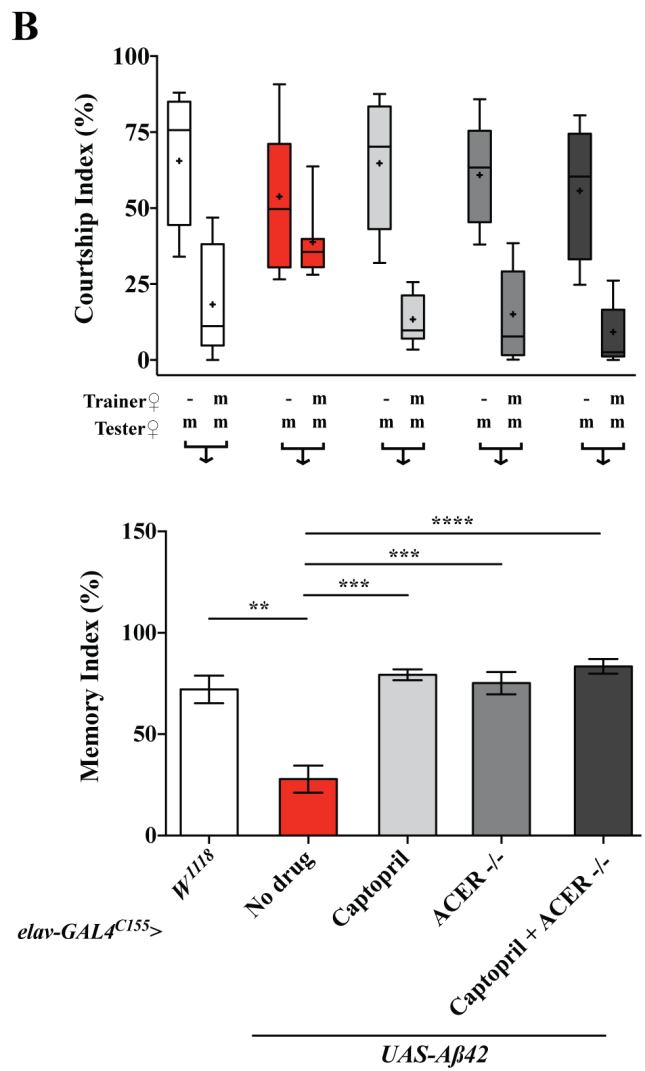 B
Courtship Index (%)
100
75
50
25
0
Trainer♀ - m - m - m - m - m
Tester♀ m m m m m m m m m m
Memory Index (%)
150
100
50
0
**
***
***
****
W1118
No drug
Captopril
ACER -/-
Captopril + ACER -/-
elav-GAL4C155>
UAS-Aβ42